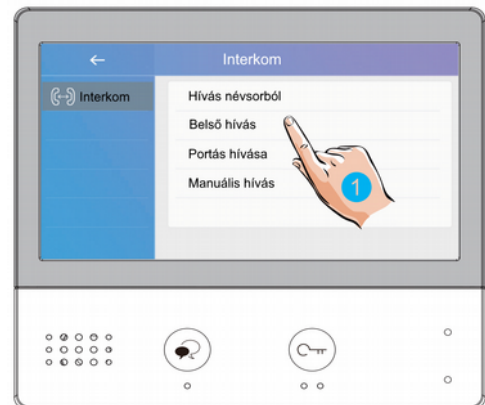 ← Interkom
Interkom
Hívás névsorból
Belső hívás
Portás hívása
Manuális hívás
1